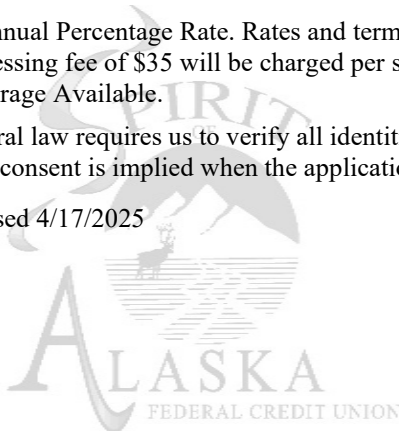 nnual Percentage Rate. Rates and term
essing fee of $35 will be charged per s
rage Available.
ral law requires us to verify all identit
consent is implied when the applicatio
sed 4/17/2025
SPIRIT
OF
ALASKA
FEDERAL CREDIT UNION